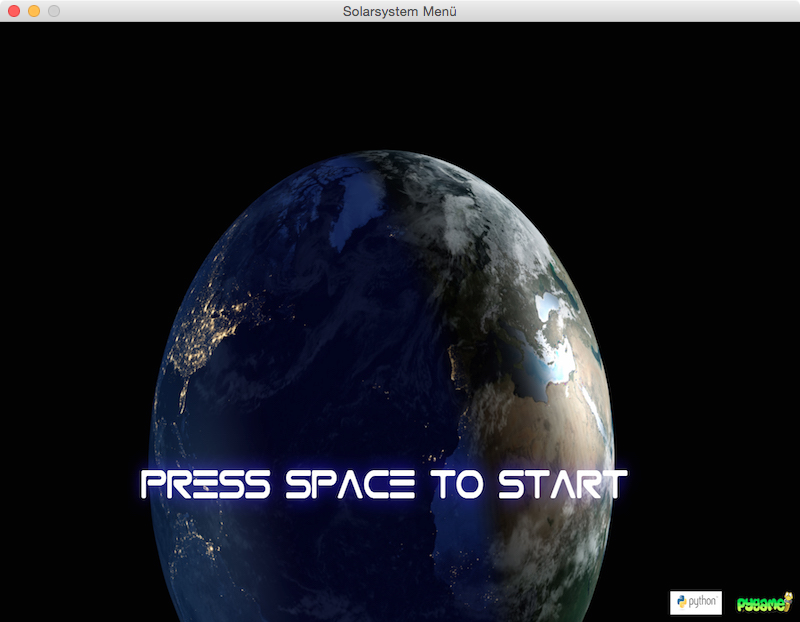 Solarsystem Menü
PRESS SPACE TO START
python
pygame